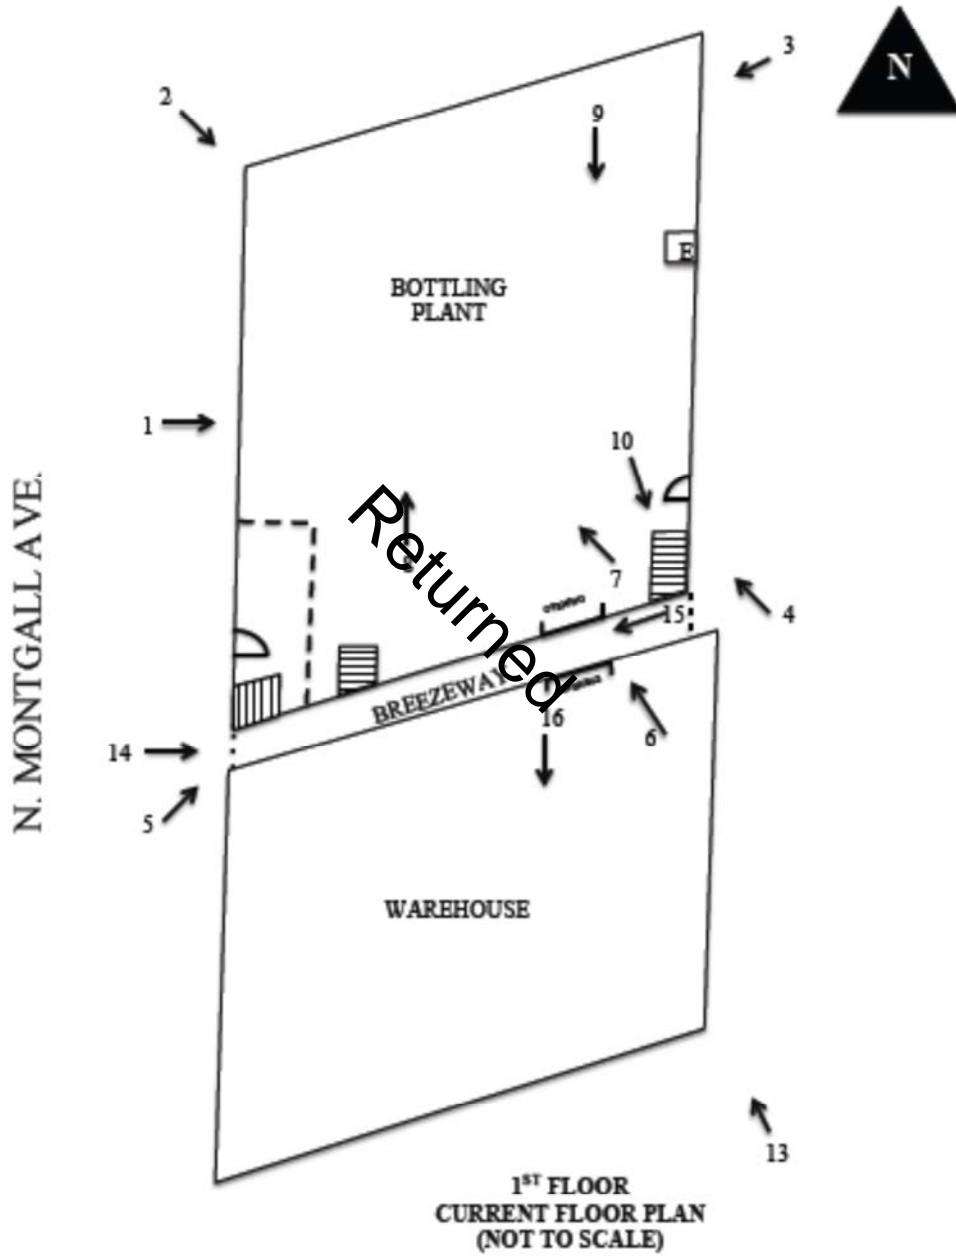 N
2
3
9
E
BOTTLING
PLANT
1
10
N. MONTGALL AVE.
Returned
7
4
15
BREEZEWAY
16
6
14
5
WAREHOUSE
13
1ST FLOOR
CURRENT FLOOR PLAN
(NOT TO SCALE)